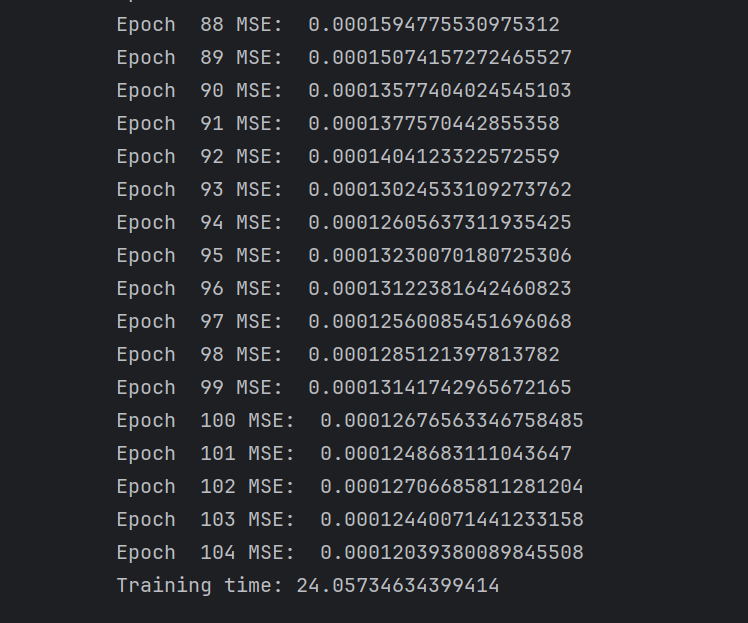 Epoch  88 MSE:  0.0001594775530975312
Epoch  89 MSE:  0.00015074157272465527
Epoch  90 MSE:  0.00013577404024545103
Epoch  91 MSE:  0.0001377570442855358
Epoch  92 MSE:  0.0001404123322572559
Epoch  93 MSE:  0.00013024533109273762
Epoch  94 MSE:  0.00012605637311935425
Epoch  95 MSE:  0.00013230070180725306
Epoch  96 MSE:  0.00013122381642460823
Epoch  97 MSE:  0.00012560085451696068
Epoch  98 MSE:  0.0001285121397813782
Epoch  99 MSE:  0.00013141742965672165
Epoch  100 MSE:  0.00012676563346758485
Epoch  101 MSE:  0.0001248683111043647
Epoch  102 MSE:  0.00012706685811281204
Epoch  103 MSE:  0.00012440071441233158
Epoch  104 MSE:  0.00012039380089845508
Training time: 24.05734634399414